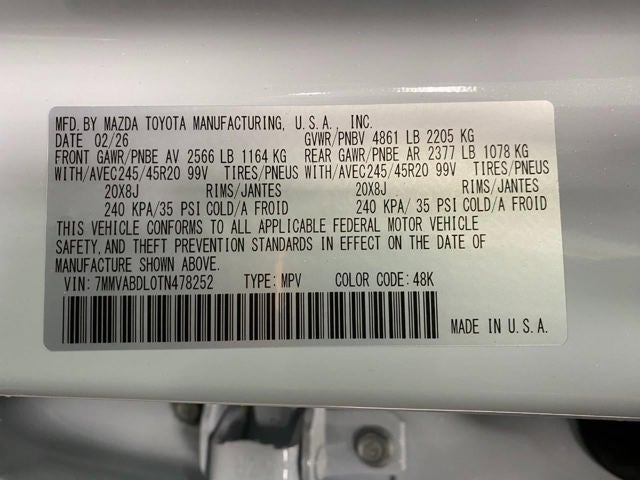 MFD. BY MAZDA TOYOTA MANUFACTURING, U.S.A., INC.
DATE 02/26 GVWR/PNBV 4861 LB 2205 KG
FRONT GAWR/PNBE AV 2566 LB 1164 KG REAR GAWR/PNBE AR 2377 LB 1078 KG
WITH/AVEC245/45R20 99V TIRES/PNEUS WITH/AVEC245/45R20 99V TIRES/PNEUS
20X8J RIMS/JANTES 20X8J RIMS/JANTES
240 KPA/35 PSI COLD/A FROID 240 KPA/ 35 PSI COLD/A FROID
THIS VEHICLE CONFORMS TO ALL APPLICABLE FEDERAL MOTOR VEHICLE
SAFETY, AND THEFT PREVENTION STANDARDS IN EFFECT ON THE DATE OF
MANUFACTURE SHOWN ABOVE.
VIN: 7MMVABDL0TN478252 TYPE: MPV COLOR CODE: 48K
MADE IN U.S.A.